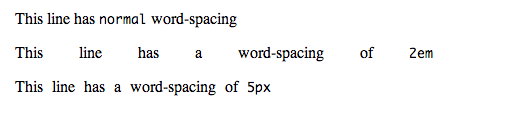 This line has normal word-spacing
This line has a word-spacing of 2em
This line has a word-spacing of 5px